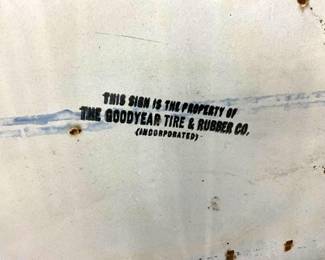 THIS SIGN IS THE PROPERTY OF
THE GOODYEAR TIRE & RUBBER CO.
(INCORPORATED)